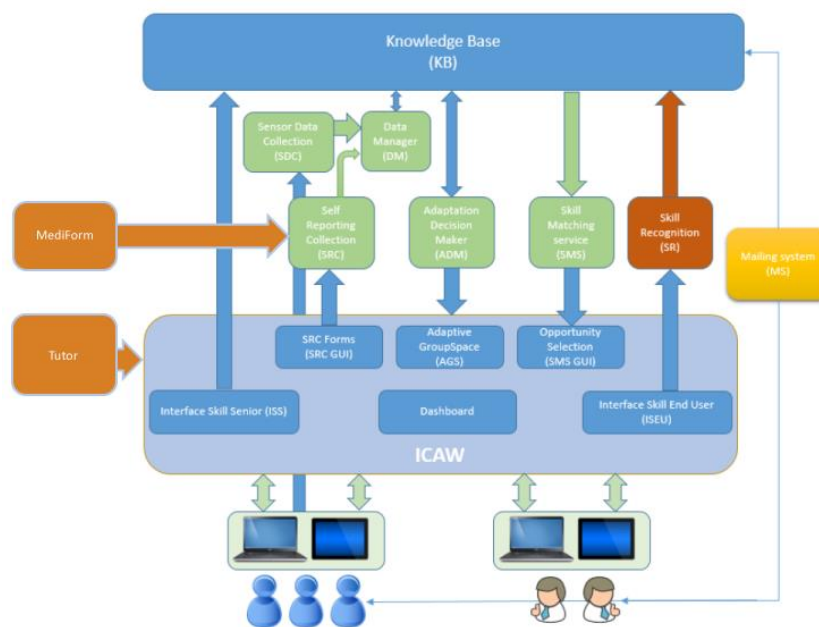 Knowledge Base
(KB)
Sensor Data
Collection
(SDC)
Data
Manager
(DM)
MediForm
Self
Reporting
Collection
(SRC)
Adaptation
Decision
Maker
(ADM)
Skill
Matching
service
(SMS)
Skill
Recognition
(SR)
Mailing system
(MS)
Tutor
SRC Forms
(SRC GUI)
Adaptive
GroupSpace
(AGS)
Opportunity
Selection
(SMS GUI)
Interface Skill Senior (ISS)
Dashboard
Interface Skill End User
(ISEU)
ICAW